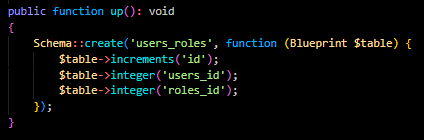 public function up(): void
{
    Schema::create('users_roles', function (Blueprint $table) {
        $table->increments('id');
        $table->integer('users_id');
        $table->integer('roles_id');
    });
}